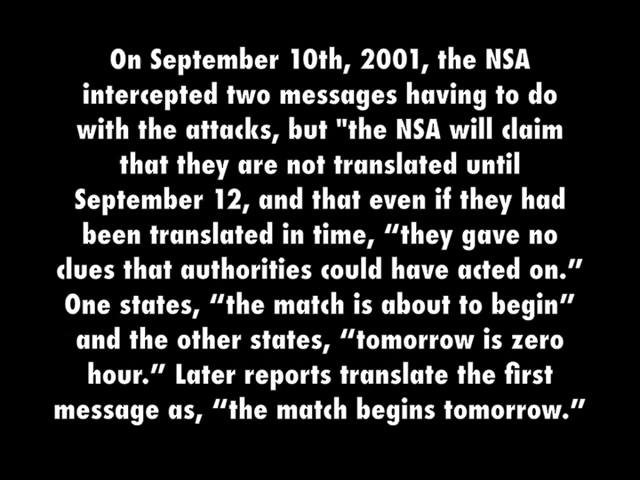 On September 10th, 2001, the NSA
intercepted two messages having to do
with the attacks, but "the NSA will claim
that they are not translated until
September 12, and that even if they had
been translated in time, “they gave no
clues that authorities could have acted on.”
One states, “the match is about to begin”
and the other states, “tomorrow is zero
hour.” Later reports translate the first
message as, “the match begins tomorrow.”